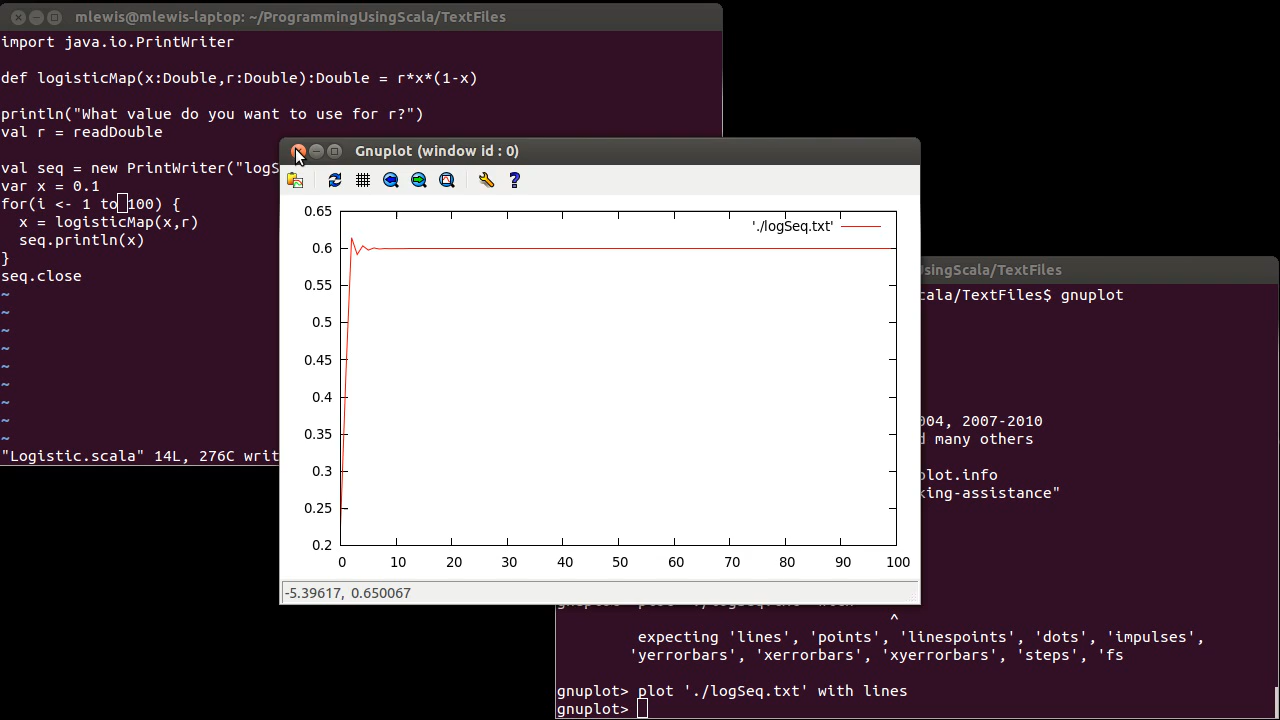 mlewis@mlewis-laptop: ~/ProgrammingUsingScala/TextFiles
import java.io.PrintWriter
def logisticMap(x:Double,r:Double):Double = r*x*(1-x)
println("What value do you want to use for r?")
val r = readDouble
val seq = new PrintWriter("logS
var x = 0.1
for(i <- 1 to 100) {
x = logisticMap(x,r)
seq.println(x)
}
seq.close
~
~
~
~
~
~
~
~
~
"Logistic.scala" 14L, 276C writ
Gnuplot (window id : 0)
0.65
0.6
0.55
0.5
0.45
0.4
0.35
0.3
0.25
0.2
'./logSeq.txt'
0 10 20 30 40 50 60 70 80 90 100
-5.39617, 0.650067
singScala/TextFiles
cala/TextFiles$ gnuplot
004, 2007-2010
d many others
plot.info
king-assistance"
^
expecting 'lines', 'points', 'linespoints', 'dots', 'impulses',
'yerrorbars', 'xerrorbars', 'xyerrorbars', 'steps', 'fs
gnuplot> plot './logSeq.txt' with lines
gnuplot>